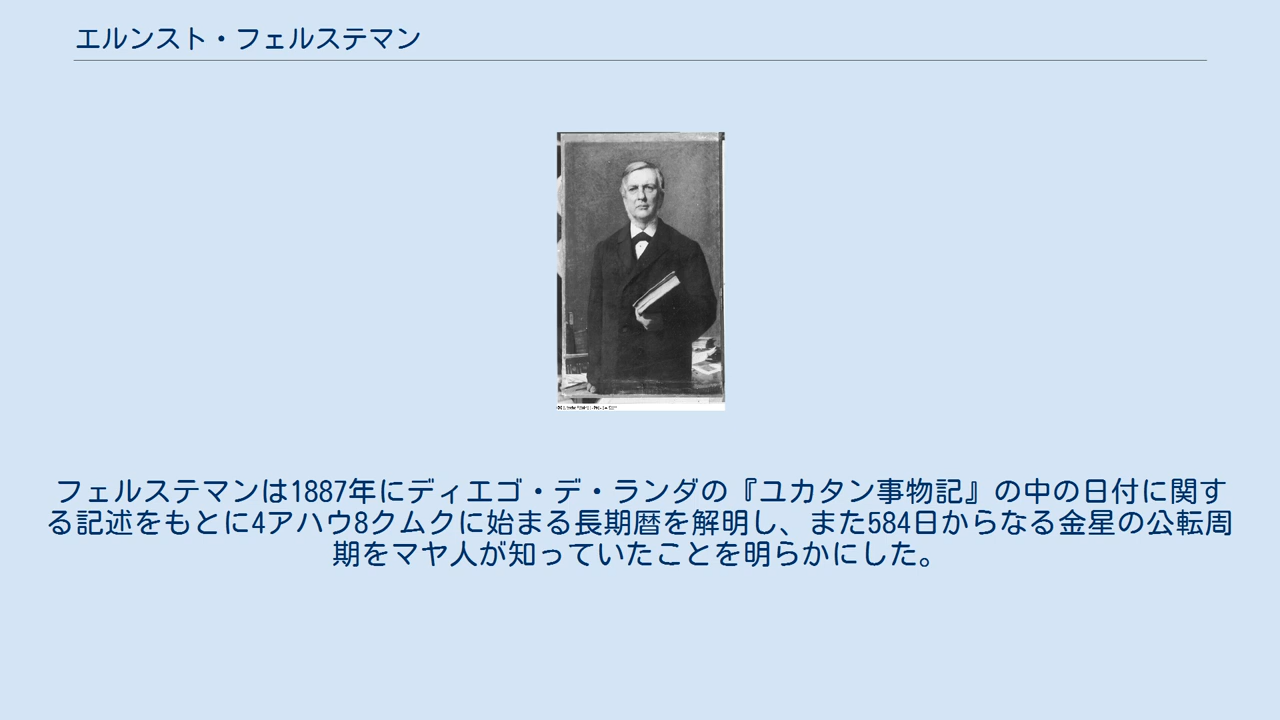 エルンスト・フェルステマン
フェルステマンは1887年にディエゴ・デ・ランダの『ユカタン事物記』の中の日付に関す
る記述をもとに4アハウ8クムクに始まる長期暦を解明し、また584日からなる金星の公転周
期をマヤ人が知っていたことを明らかにした。